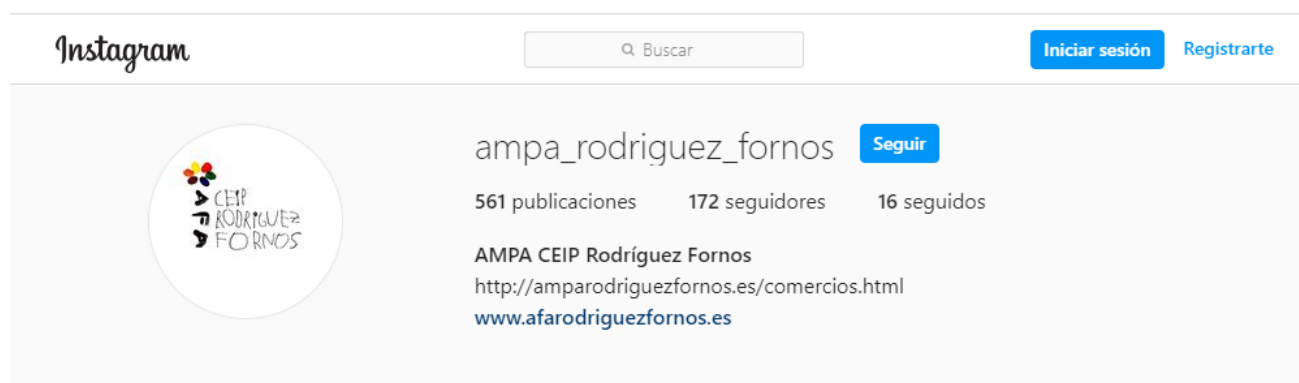 Instagram
Buscar
Iniciar sesión
Registrarte
ampa_rodriguez_fornos
Seguir
561 publicaciones 172 seguidores 16 seguidos
AMPA CEIP Rodríguez Fornos
http://amparodriguezfornos.es/comercios.html
www.afarodriguezfornos.es
AFA
CEIP
RODRIGUEZ
FORNOS